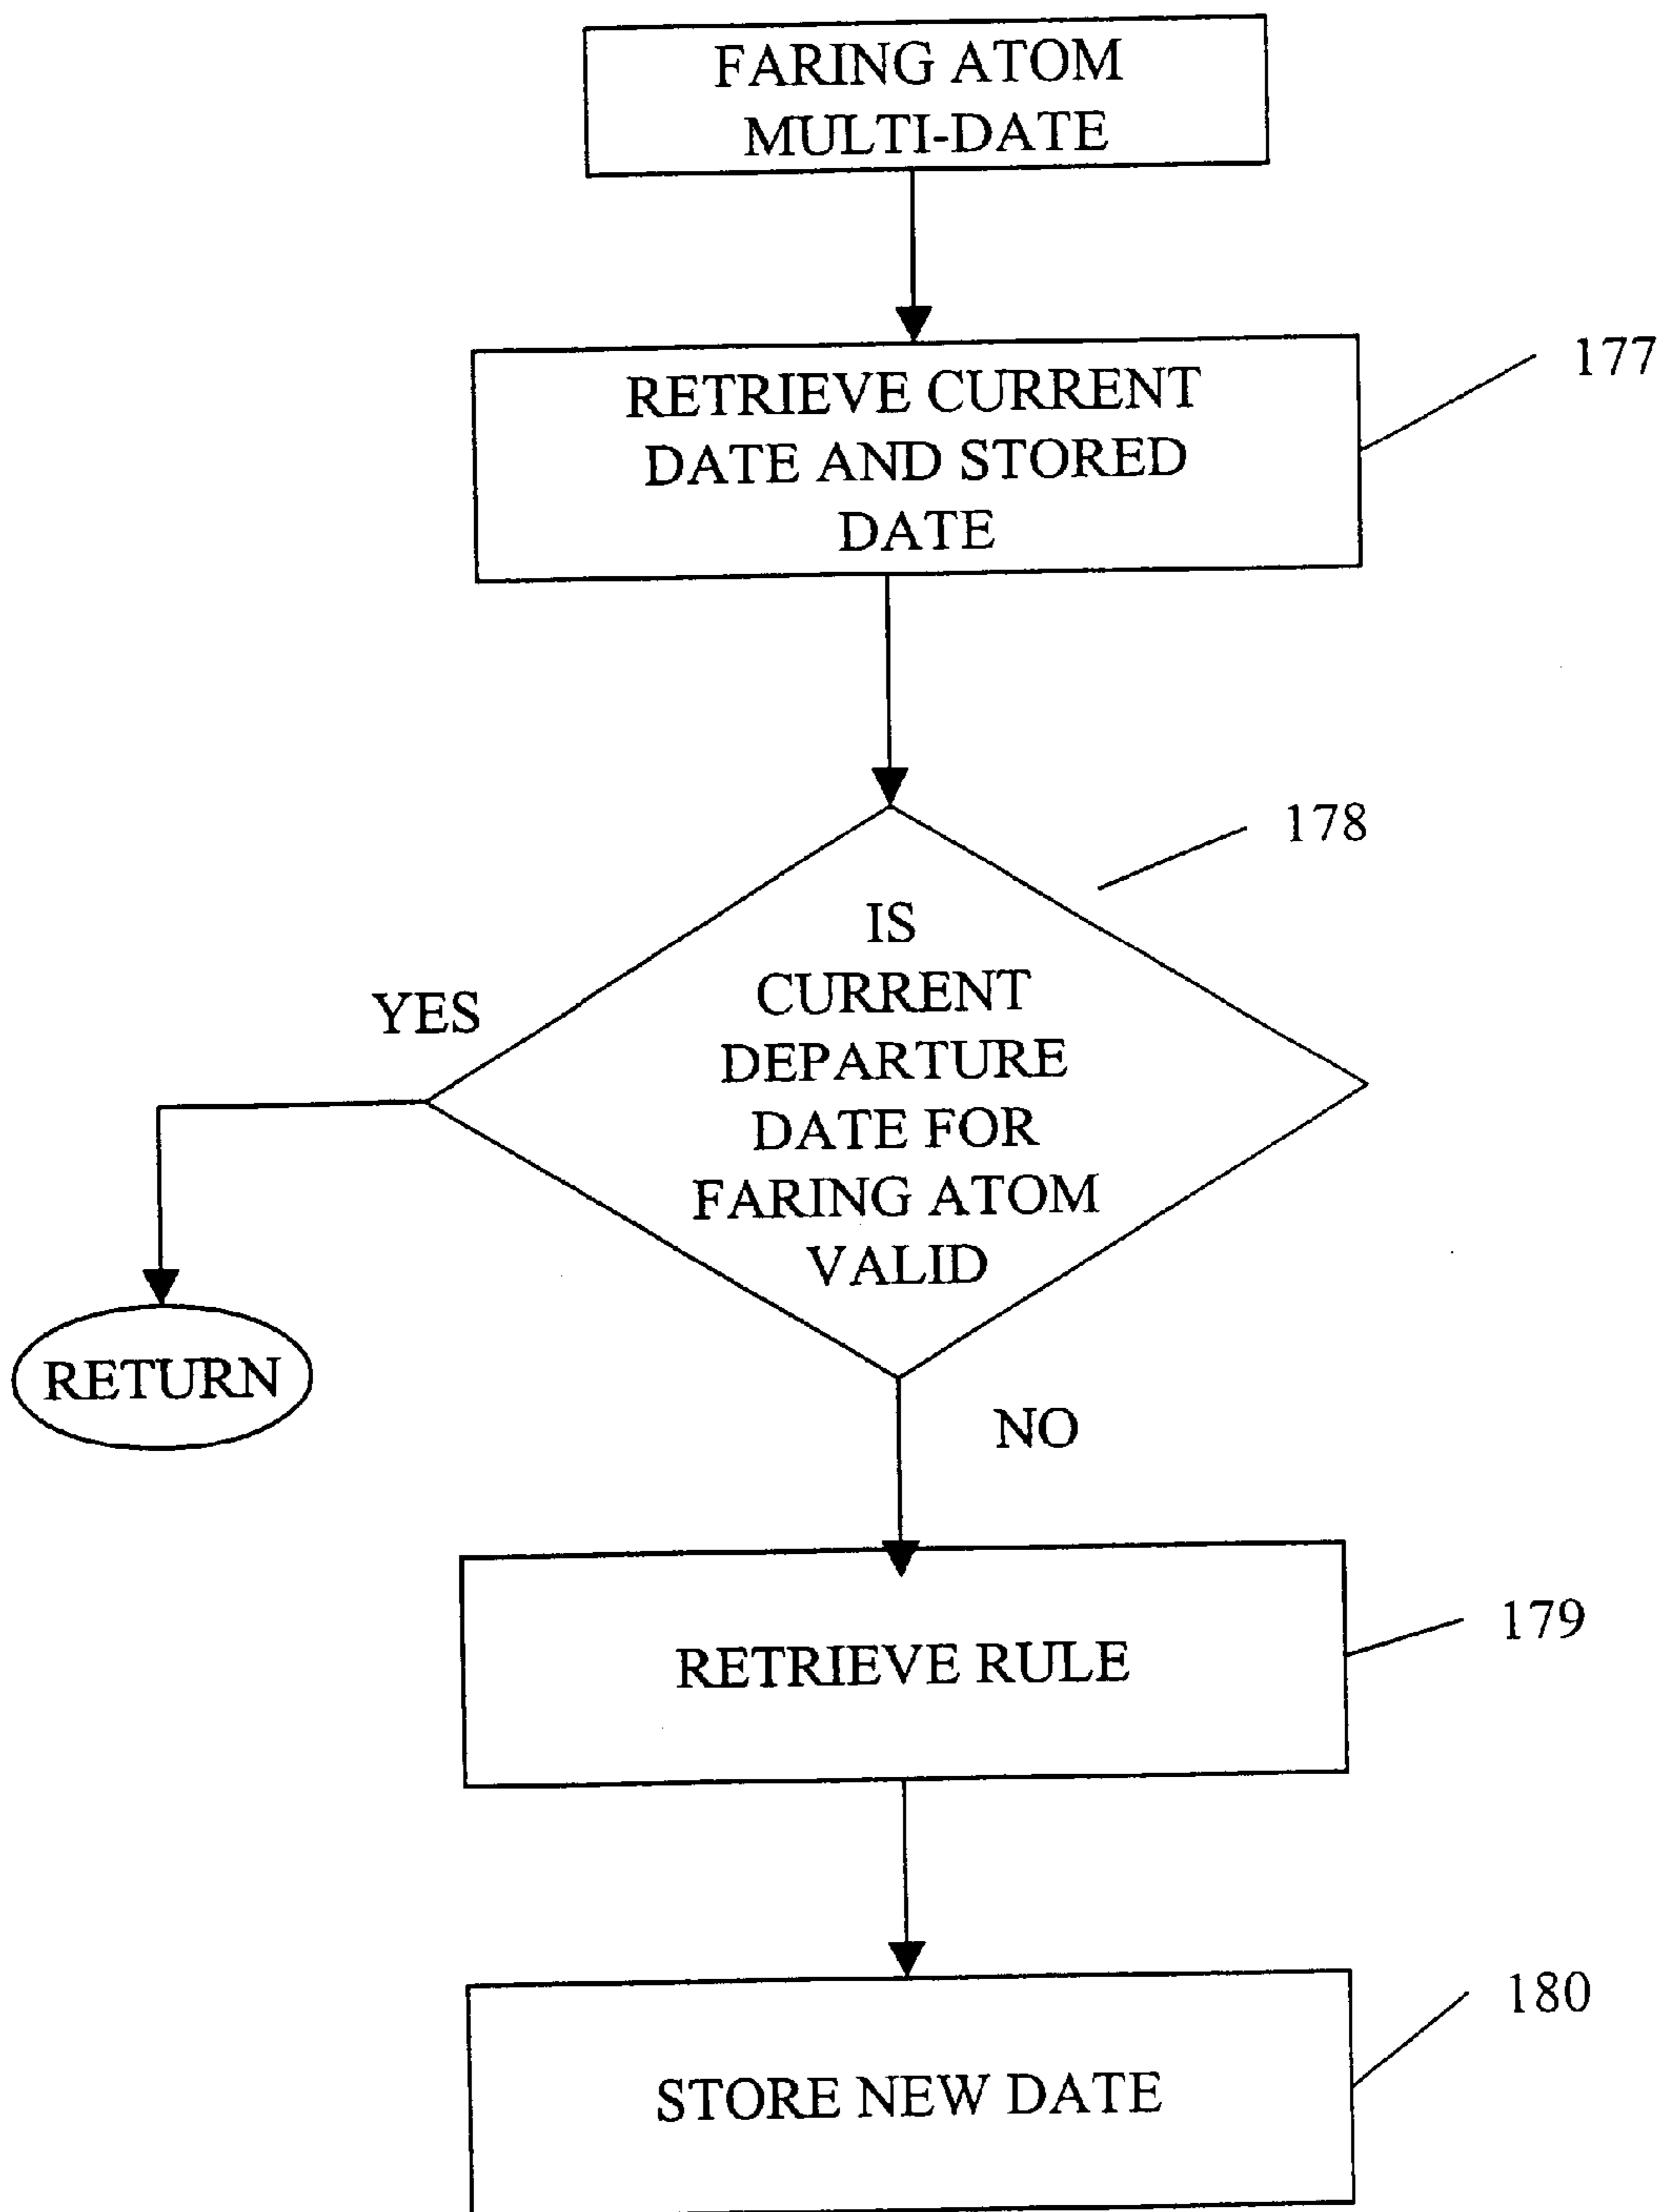 FARING ATOM
MULTI-DATE
RETRIEVE CURRENT
DATE AND STORED
DATE
177
178
IS
CURRENT
DEPARTURE
DATE FOR
FARING ATOM
VALID
YES
RETURN
NO
RETRIEVE RULE
179
STORE NEW DATE
180